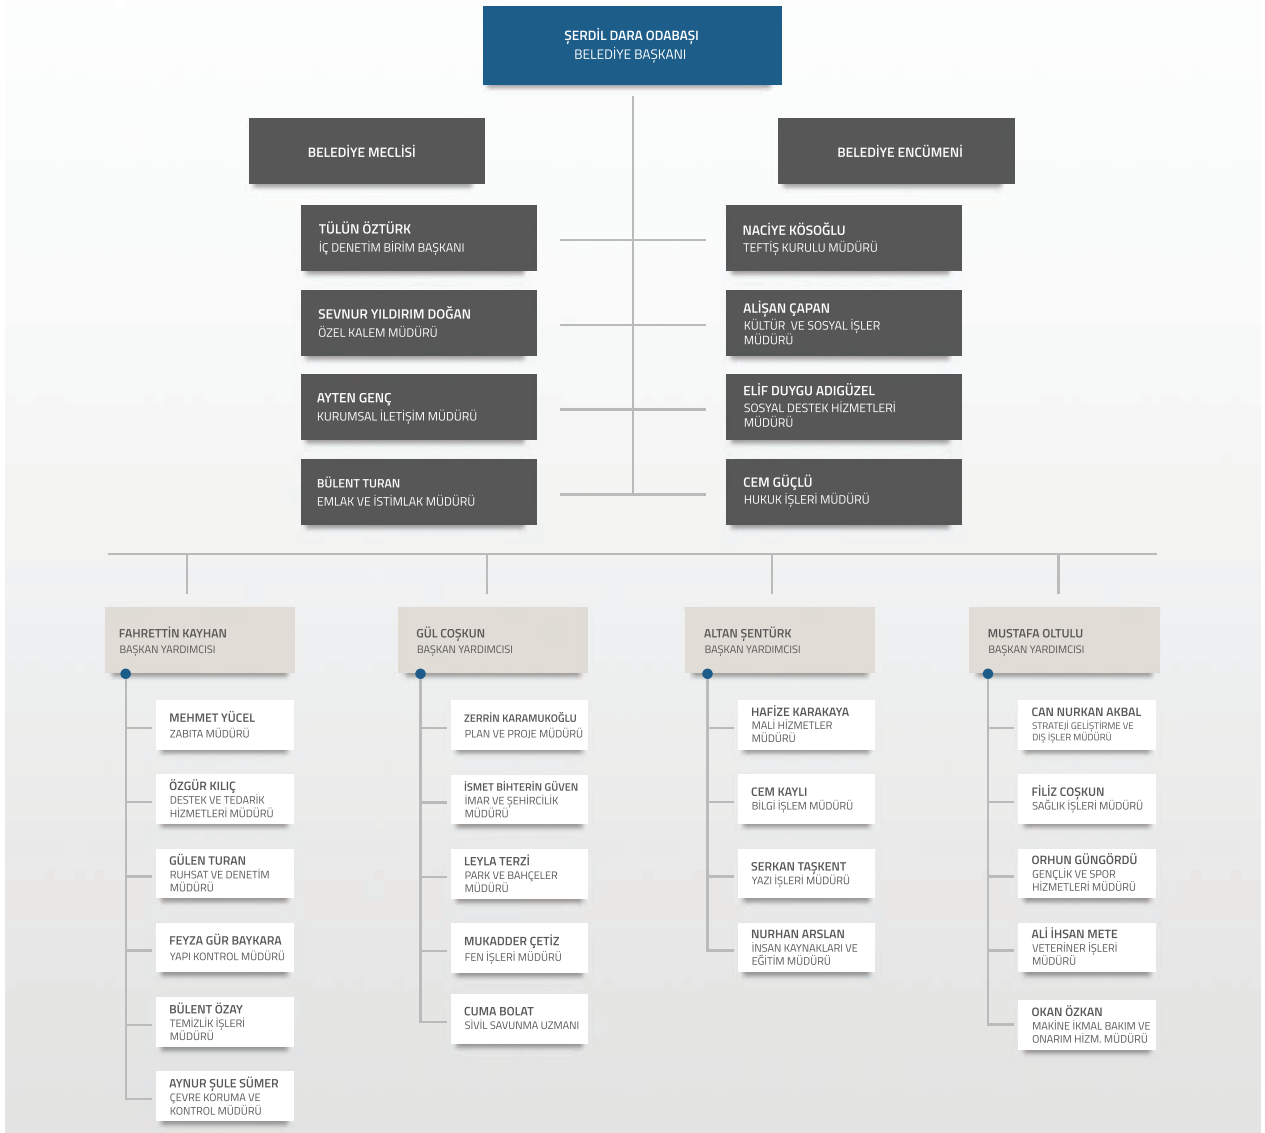 ŞERDİL DARA ODABAŞI
BELEDİYE BAŞKANI
BELEDİYE MECLİSİ
BELEDİYE ENCÜMENİ
TÜLÜN ÖZTÜRK
İÇ DENETİM BİRİM BAŞKANI
NACİYE KÖSOĞLU
TEFTİŞ KURULU MÜDÜRÜ
SEVNUR YILDIRIM DOĞAN
ÖZEL KALEM MÜDÜRÜ
ALİŞAN ÇAPAN
KÜLTÜR VE SOSYAL İŞLER
MÜDÜRÜ
AYTEN GENÇ
KURUMSAL İLETİŞİM MÜDÜRÜ
ELİF DUYGU ADIGÜZEL
SOSYAL DESTEK HİZMETLERİ
MÜDÜRÜ
BÜLENT TURAN
EMLAK VE İSTİMLAK MÜDÜRÜ
CEM GÜÇLÜ
HUKUK İŞLERİ MÜDÜRÜ
FAHRETTİN KAYHAN
BAŞKAN YARDIMCISI
MEHMET YÜCEL
ZABITA MÜDÜRÜ
ÖZGÜR KILIÇ
DESTEK VE TEDARİK
HİZMETLERİ MÜDÜRÜ
GÜLEN TURAN
RUHSAT VE DENETİM
MÜDÜRÜ
FEYZA GÜR BAYKARA
YAPI KONTROL MÜDÜRÜ
BÜLENT ÖZAY
TEMİZLİK İŞLERİ
MÜDÜRÜ
AYNUR ŞULE SÜMER
ÇEVRE KORUMA VE
KONTROL MÜDÜRÜ
GÜL COŞKUN
BAŞKAN YARDIMCISI
ZERRİN KARAMUKOĞLU
PLAN VE PROJE MÜDÜRÜ
İSMET BİHTERİN GÜVEN
İMAR VE ŞEHİRCİLİK
MÜDÜRÜ
LEYLA TERZİ
PARK VE BAHÇELER
MÜDÜRÜ
MUKADDER ÇETİZ
FEN İŞLERİ MÜDÜRÜ
CUMA BOLAT
SİVİL SAVUNMA UZMANI
ALTAN ŞENTÜRK
BAŞKAN YARDIMCISI
HAFİZE KARAKAYA
MALİ HİZMETLER
MÜDÜRÜ
CEM KAYLI
BİLGİ İŞLEM MÜDÜRÜ
SERKAN TAŞKENT
YAZI İŞLERİ MÜDÜRÜ
NURHAN ARSLAN
İNSAN KAYNAKLARI VE
EĞİTİM MÜDÜRÜ
MUSTAFA OLTULU
BAŞKAN YARDIMCISI
CAN NURKAN AKBAL
STRATEJİ GELİŞTİRME VE
DIŞ İŞLER MÜDÜRÜ
FİLİZ COŞKUN
SAĞLIK İŞLERİ MÜDÜRÜ
ORHUN GÜNGÖRDÜ
GENÇLİK VE SPOR
HİZMETLERİ MÜDÜRÜ
ALİ İHSAN METE
VETERİNER İŞLERİ
MÜDÜRÜ
OKAN ÖZKAN
MAKİNE İKMAL BAKIM VE
ONARIM HİZM. MÜDÜRÜ